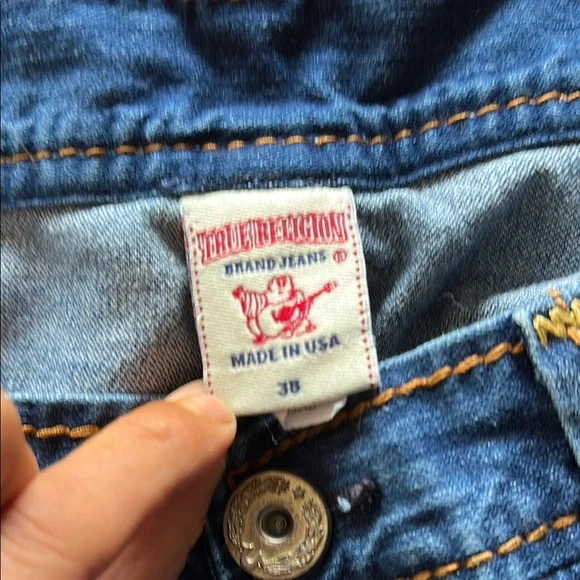 TRUE RELIGION
BRAND JEANS ®
MADE IN USA
38